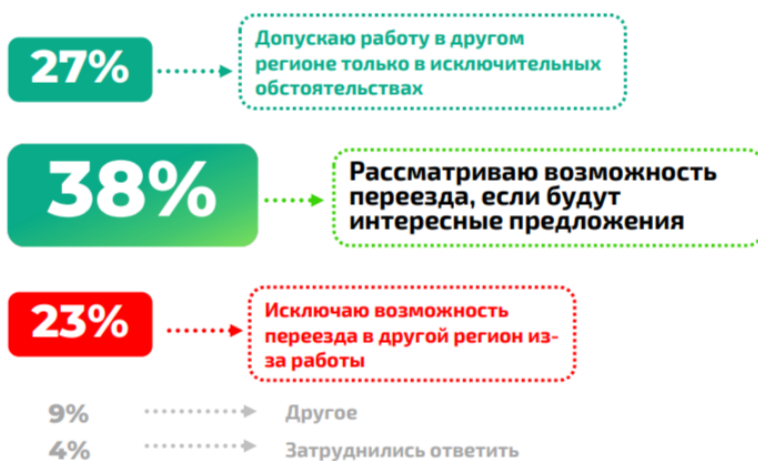 27%
Допускаю работу в другом
регионе только в исключительных
обстоятельствах
38%
Рассматриваю возможность
переезда, если будут
интересные предложения
23%
Исключаю возможность
переезда в другой регион из-
за работы
9% Другое
4% Затруднились ответить